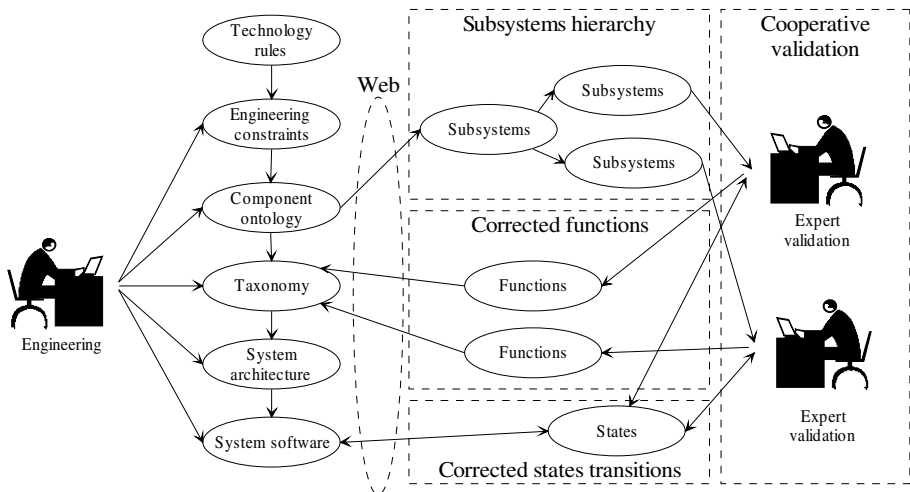 Technology
rules
Subsystems hierarchy
Cooperative
validation
Web
Engineering
constraints
Subsystems
Subsystems
Subsystems
Component
ontology
Expert
validation
Corrected functions
Taxonomy
Functions
Engineering
System
architecture
Functions
Expert
validation
System software
States
Corrected states transitions